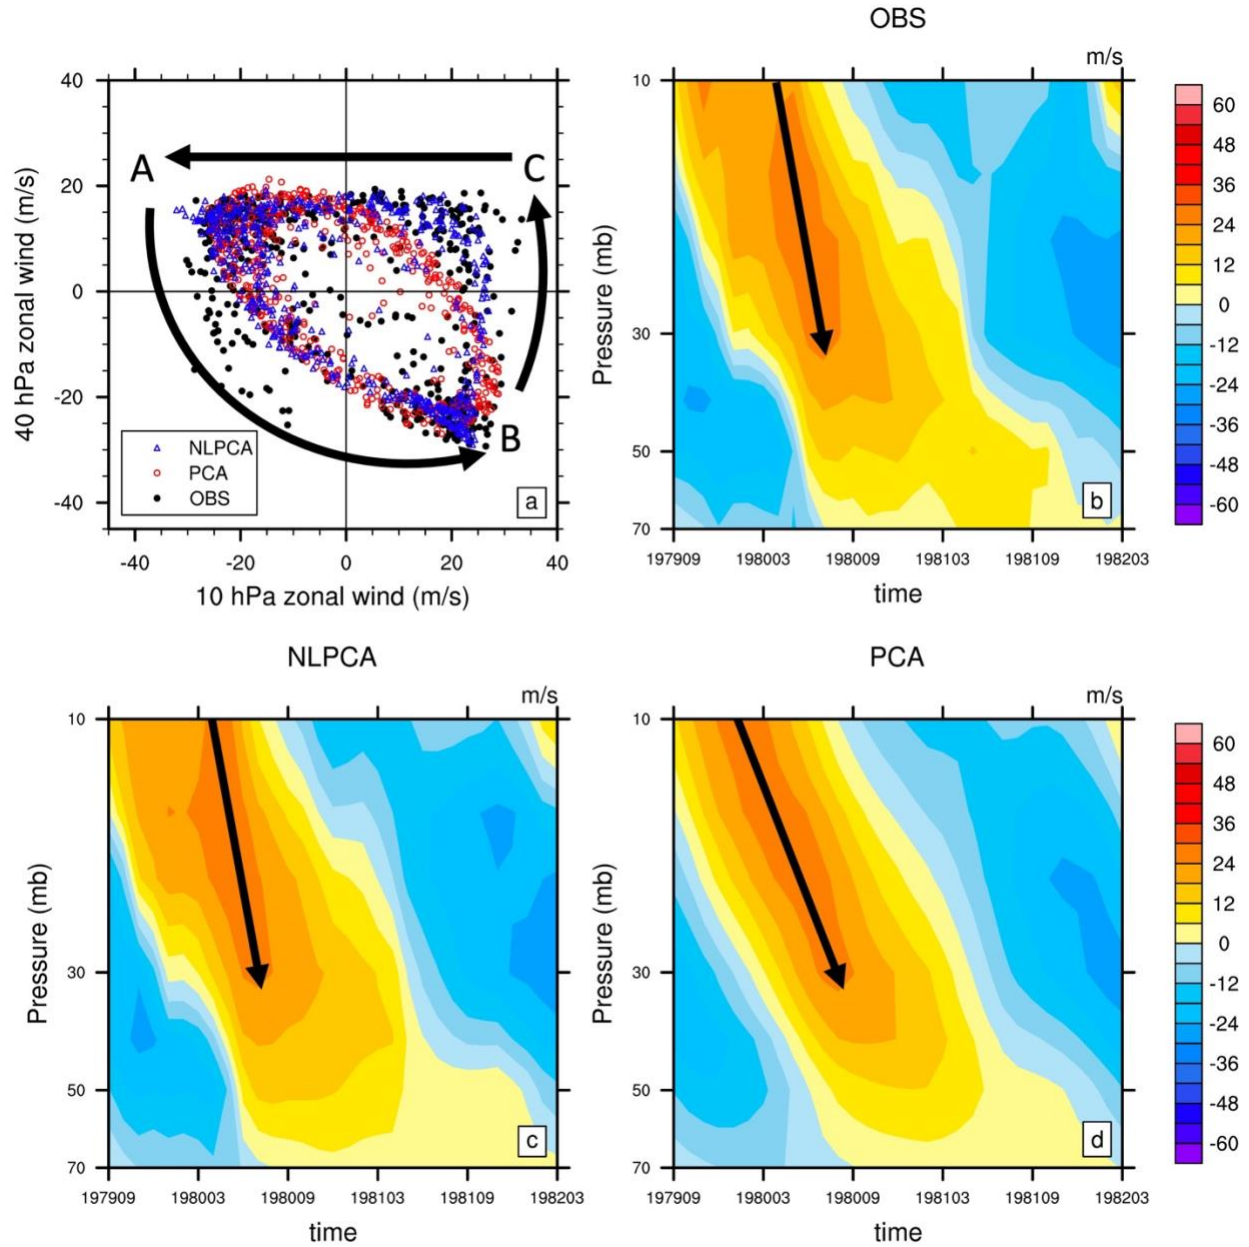 OBS
m/s
40
20
0
-20
-40
40 hPa zonal wind (m/s)
A
C
B
NLPCA
PCA
OBS
a
-40
-20
0
20
40
10 hPa zonal wind (m/s)
10
30
50
70
Pressure (mb)
b
197909
198003
198009
198103
198109
198203
time
60
48
36
24
12
0
-12
-24
-36
-48
-60
NLPCA
m/s
10
30
50
70
Pressure (mb)
c
197909
198003
198009
198103
198109
198203
time
PCA
m/s
10
30
50
70
Pressure (mb)
d
197909
198003
198009
198103
198109
198203
time
60
48
36
24
12
0
-12
-24
-36
-48
-60